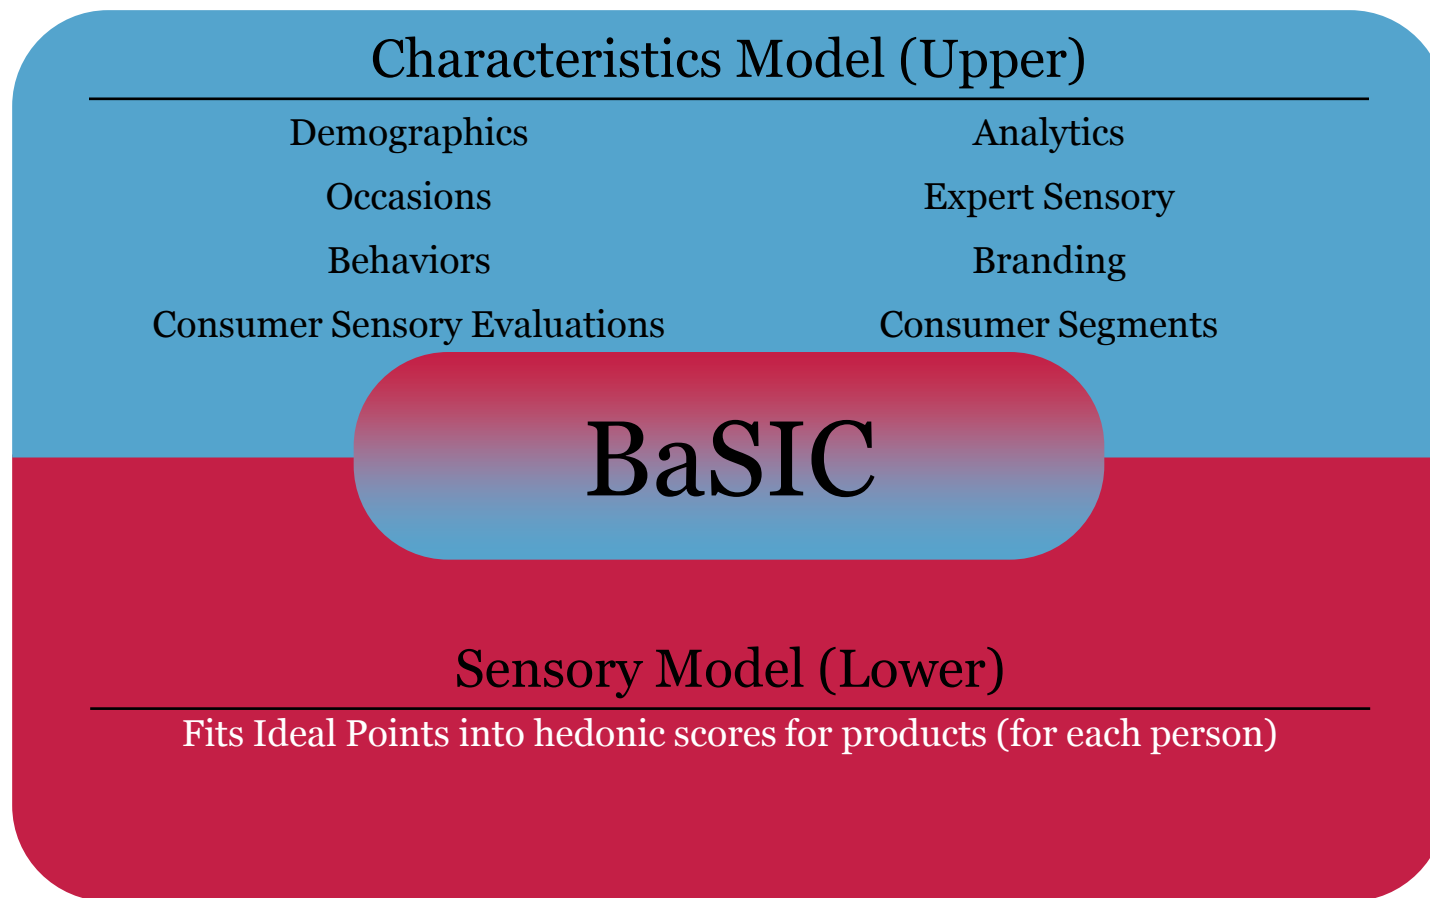 Characteristics Model (Upper)
Demographics
Analytics
Occasions
Expert Sensory
Behaviors
Branding
Consumer Sensory Evaluations
Consumer Segments
BaSIC
Sensory Model (Lower)
Fits Ideal Points into hedonic scores for products (for each person)